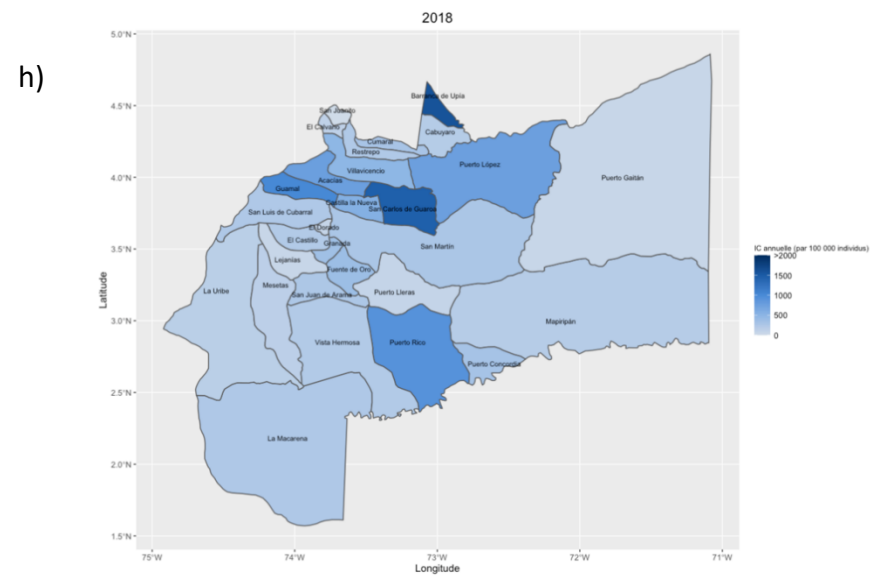 2018
h)
5.0°N
4.5°N
4.0°N
3.5°N
3.0°N
2.5°N
2.0°N
1.5°N
Latitude
Barranca de Upía
San Juanito
El Calvario
Cabuyaro
Cumaral
Restrepo
Puerto López
Villavicencio
Puerto Gaitán
Acacías
Guamal
Castilla la Nueva
San Carlos de Guaroa
San Luis de Cubarral
El Dorado
El Castillo
Granada
San Martín
Lejanías
Fuente de Oro
Mesetas
La Uribe
San Juan de Arama
Puerto Lleras
Mapiripán
Vista Hermosa
Puerto Rico
Puerto Concordia
La Macarena
IC annuelle (par 100 000 individus)
>2000
1500
1000
500
0
75°W
74°W
73°W
72°W
71°W
Longitude